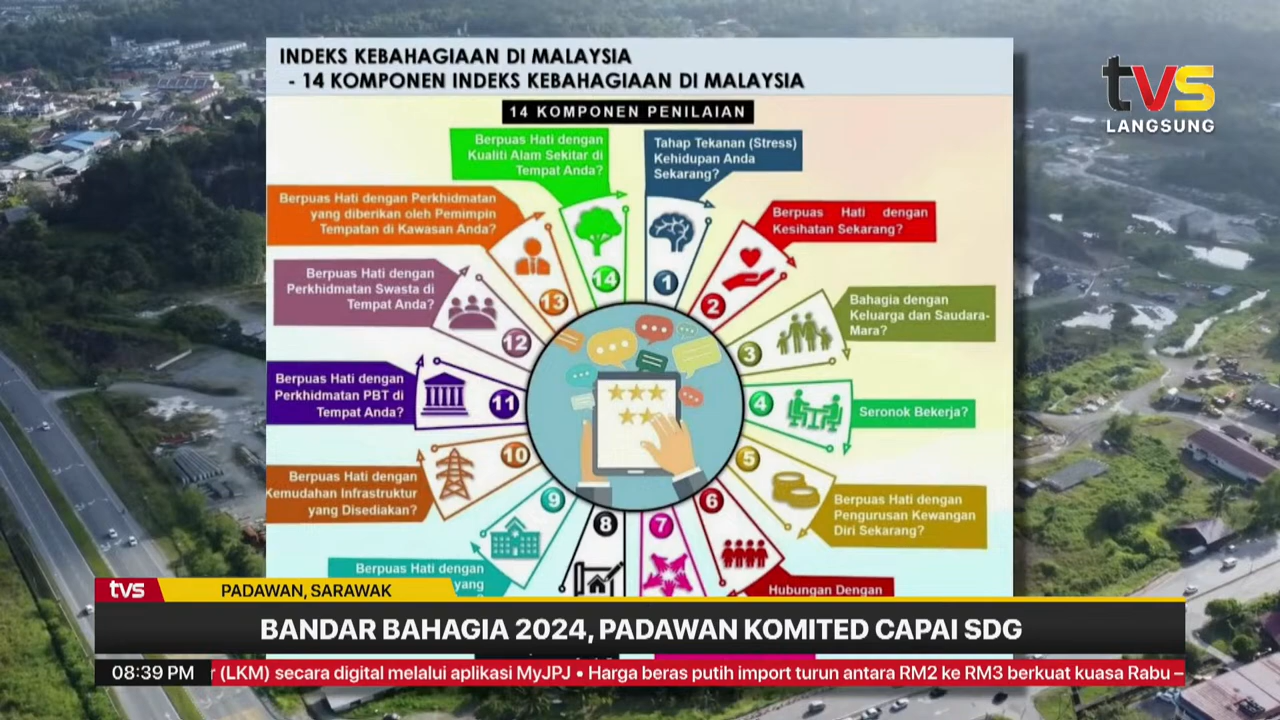 INDEKS KEBAHAGIAAN DI MALAYSIA
- 14 KOMPONEN INDEKS KEBAHAGIAAN DI MALAYSIA
tvs
LANGSUNG
14 KOMPONEN PENILAIAN
Berpuas Hati dengan
Kualiti Alam Sekitar di
Tempat Anda?
Tahap Tekanan (Stress)
Kehidupan Anda
Sekarang?
Berpuas Hati dengan Perkhidmatan
yang diberikan oleh Pemimpin
Tempatan di Kawasan Anda?
Berpuas Hati dengan
Kesihatan Sekarang?
Berpuas Hati dengan
Perkhidmatan Swasta di
Tempat Anda?
Bahagia dengan
Keluarga dan Saudara-
Mara?
Berpuas Hati dengan
Perkhidmatan PBT di
Tempat Anda?
Seronok Bekerja?
Berpuas Hati dengan
Kemudahan Infrastruktur
yang Disediakan?
Berpuas Hati dengan
Pengurusan Kewangan
Diri Sekarang?
Berpuas Hati dengan
yang
Hubungan Dengan
1
2
3
4
5
6
7
8
9
10
11
12
13
14
tvs
PADAWAN, SARAWAK
BANDAR BAHAGIA 2024, PADAWAN KOMITED CAPAI SDG
08:39 PM
(LKM) secara digital melalui aplikasi MyJPJ • Harga beras putih import turun antara RM2 ke RM3 berkuat kuasa Rabu –